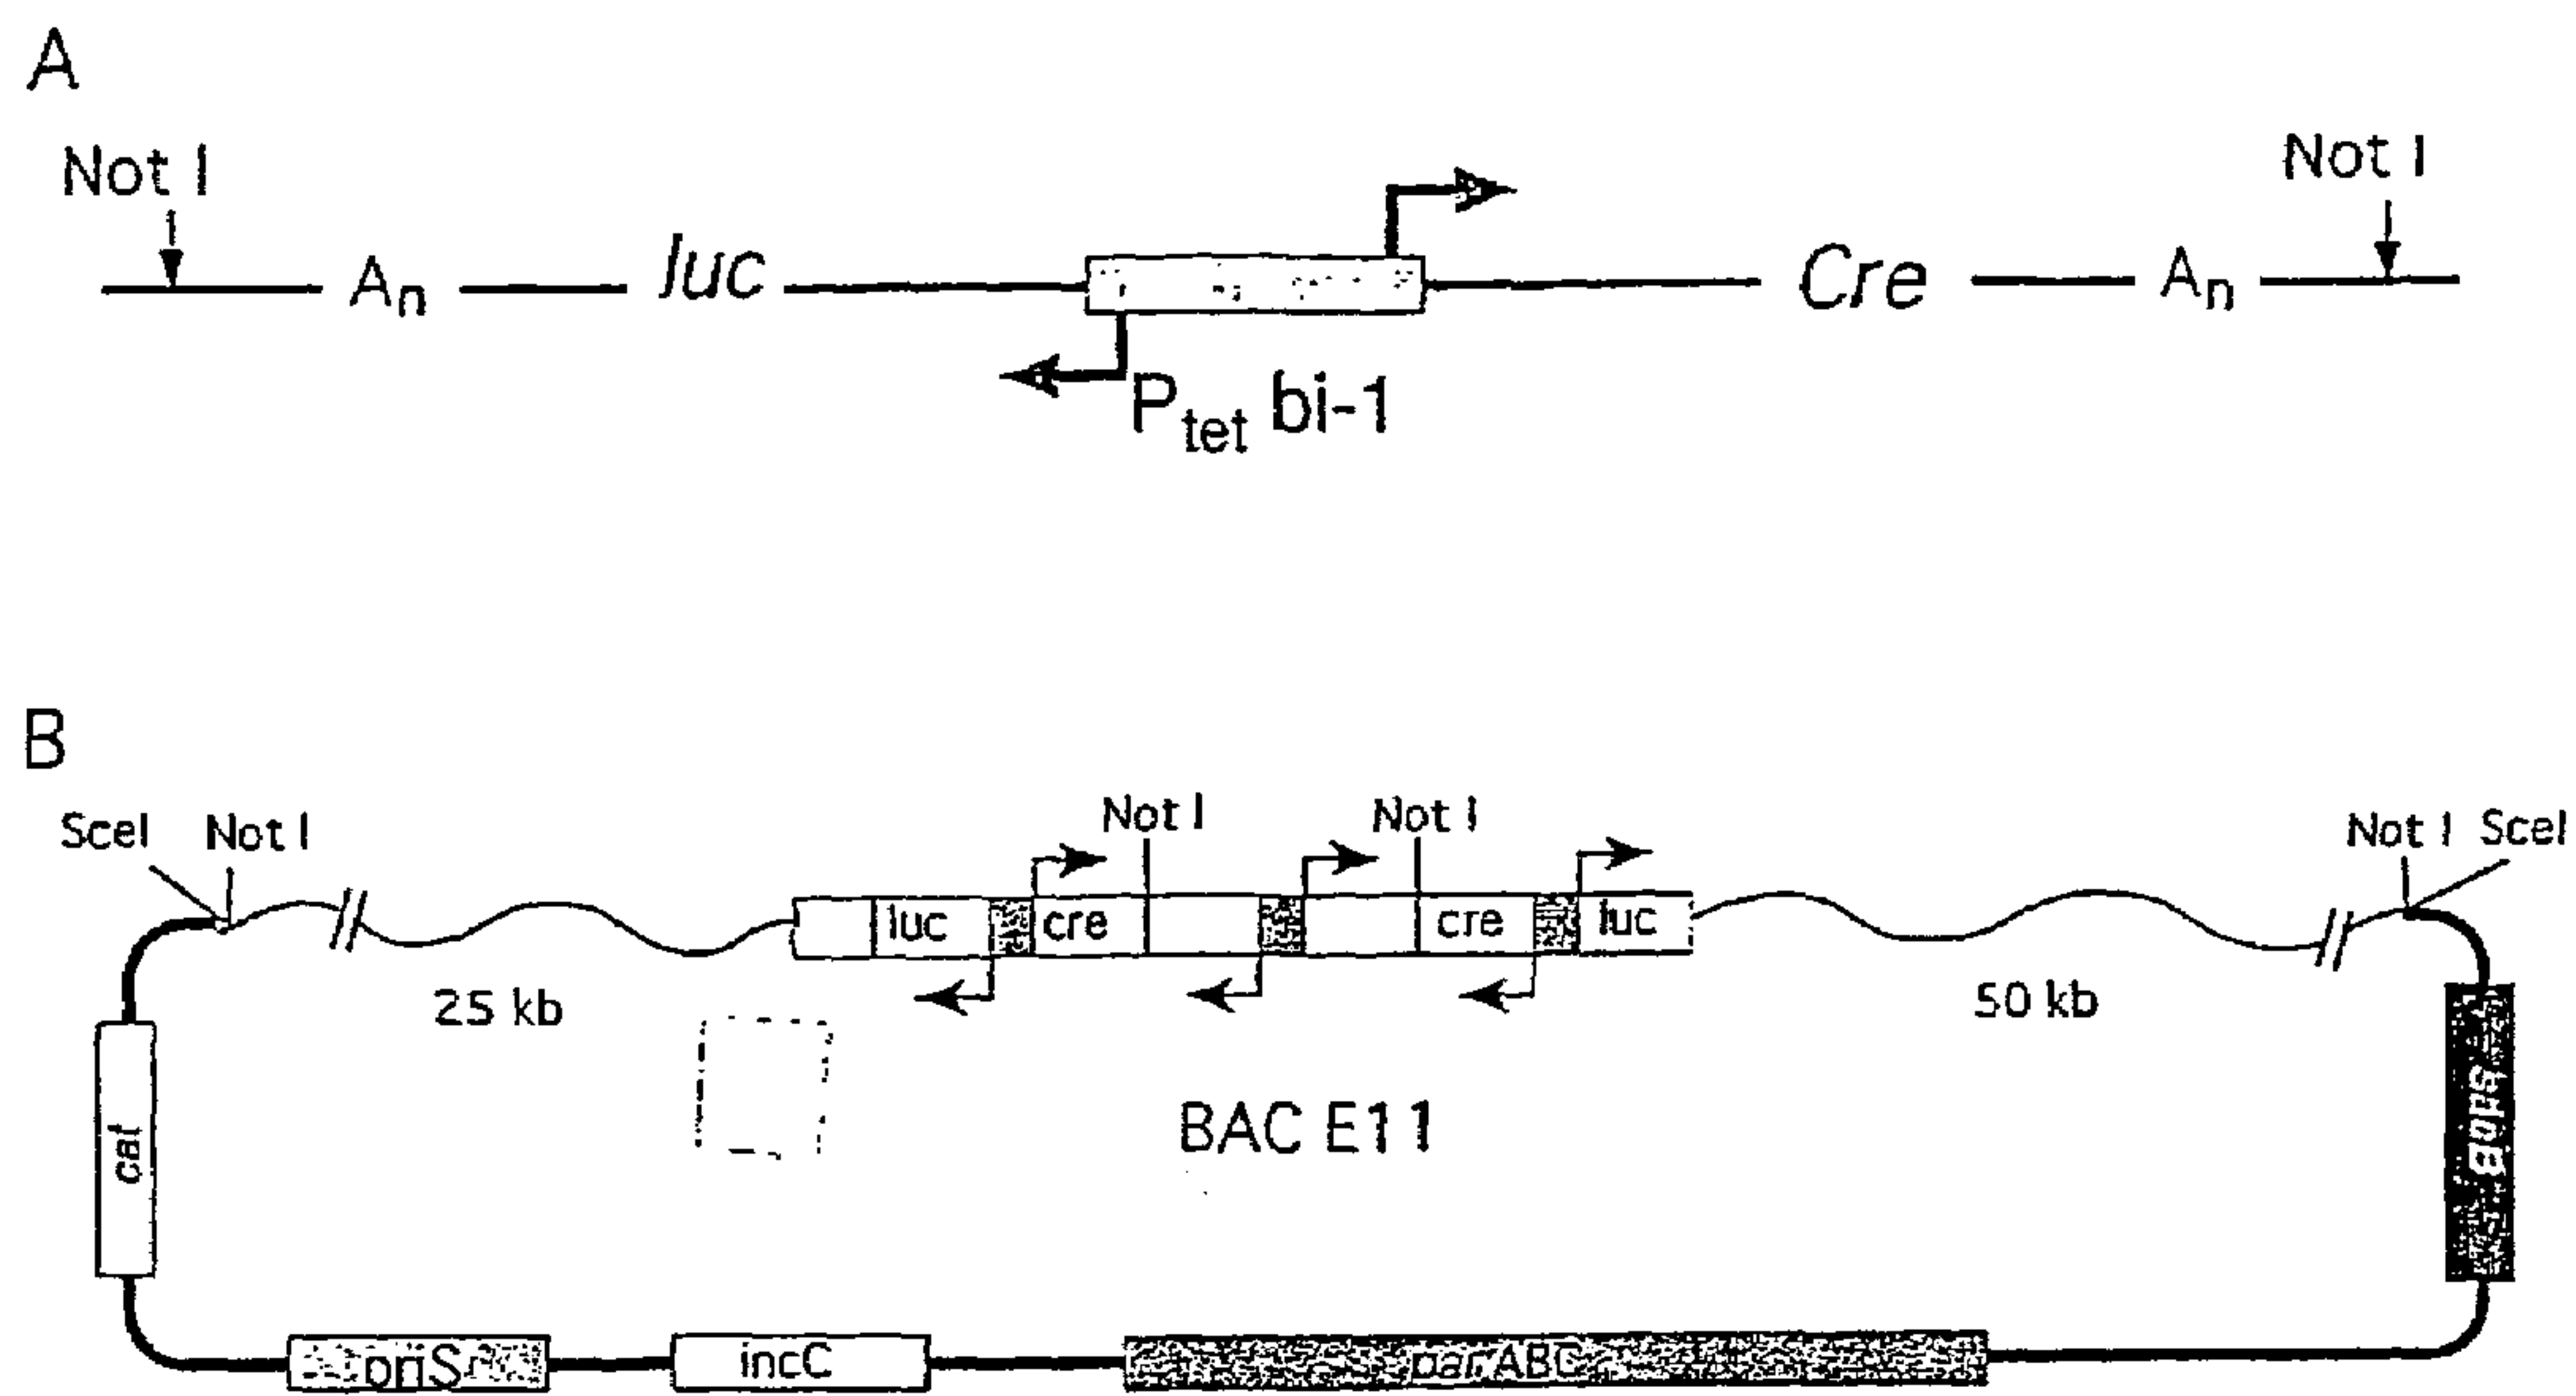 A
Not I
Not I
An
luc
Cre
An
Ptet bi-1
B
SceI
Not I
Not I
Not I
Not I
SceI
luc
cre
cre
luc
25 kb
50 kb
cat
BAC E11
oriS
incC
parABC